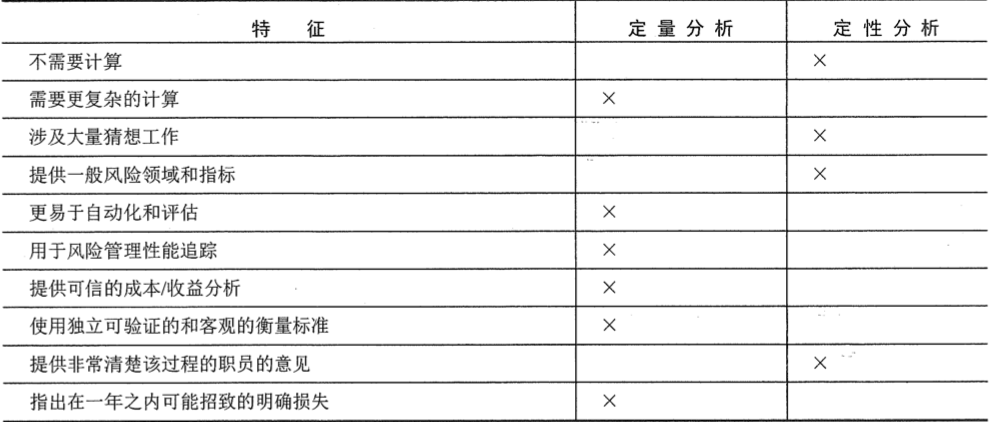 特 征 定量分析 定性分析
不需要计算 ×
需要更复杂的计算 ×
涉及大量猜想工作 ×
提供一般风险领域和指标 ×
更易于自动化和评估 ×
用于风险管理性能追踪 ×
提供可信的成本/收益分析 ×
使用独立可验证的和客观的衡量标准 ×
提供非常清楚该过程的职员的意见 ×
指出在一年之内可能招致的明确损失 ×